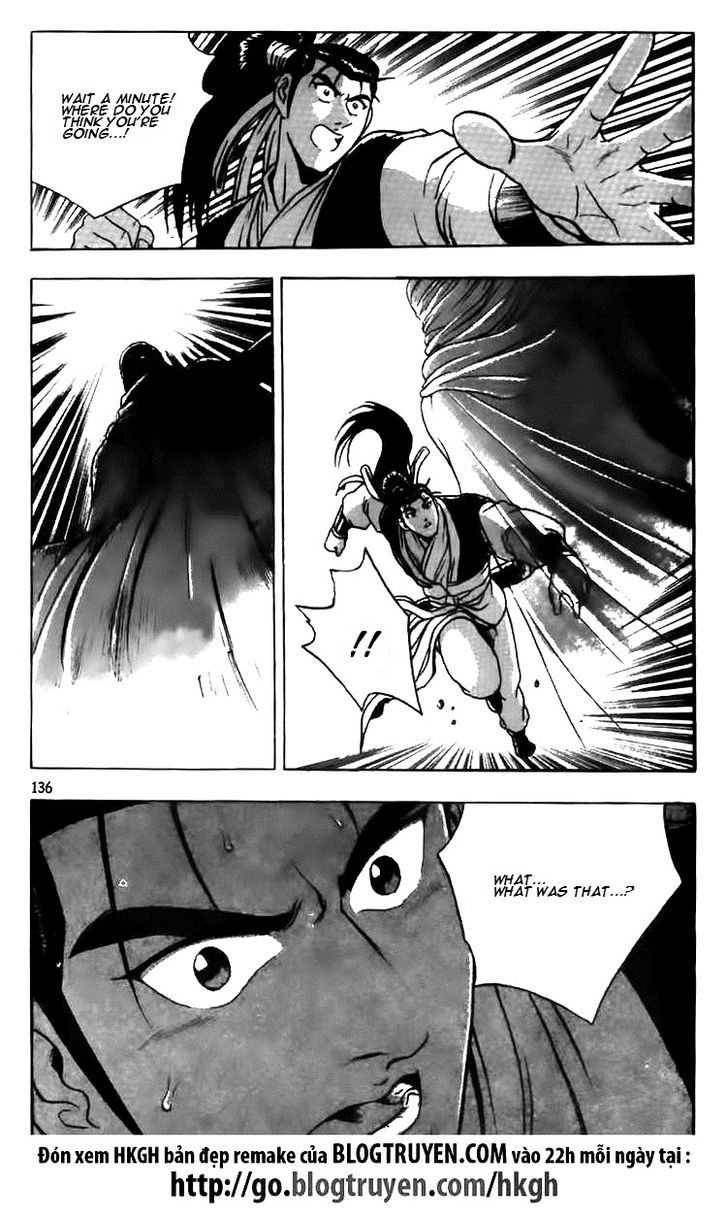 WAIT A MINUTE!
WHERE DO YOU
THINK YOU'RE
GOING...!
!!
136
WHAT...
WHAT WAS THAT...?
Đón xem HKGH bản đẹp remake của BLOGTRUYEN.COM vào 22h mỗi ngày tại :
http://go.blogtruyen.com/hkgh